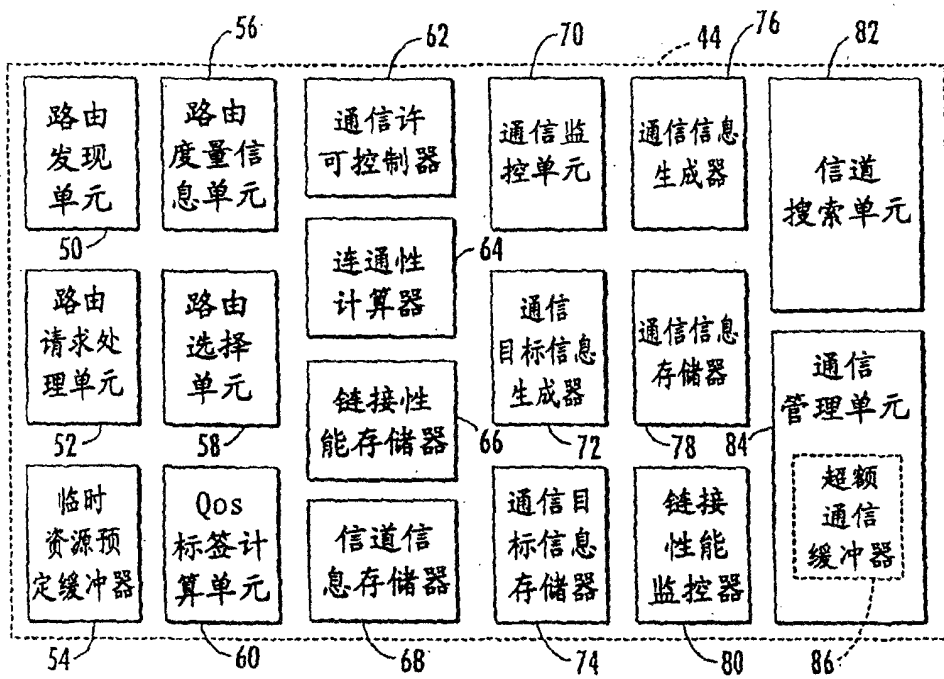 56
62
70
44
76
82
路由
发现
单元
50
路由
度量信
息单元
通信许
可控制器
连通性
计算器
64
通信监
控单元
通信信息
生成器
信道
搜索单元
路由
请求处
理单元
52
路由
选择
单元
58
链接性
能存储器
66
通信
目标信息
生成器
72
通信信息
存储器
78
84
通信
管理单元
超额
通信
缓冲器
86
临时
资源预
定缓冲器
54
Qos
标签计
算单元
60
信道信
息存储器
68
通信目
标信息
存储器
74
链接
性能
监控器
80